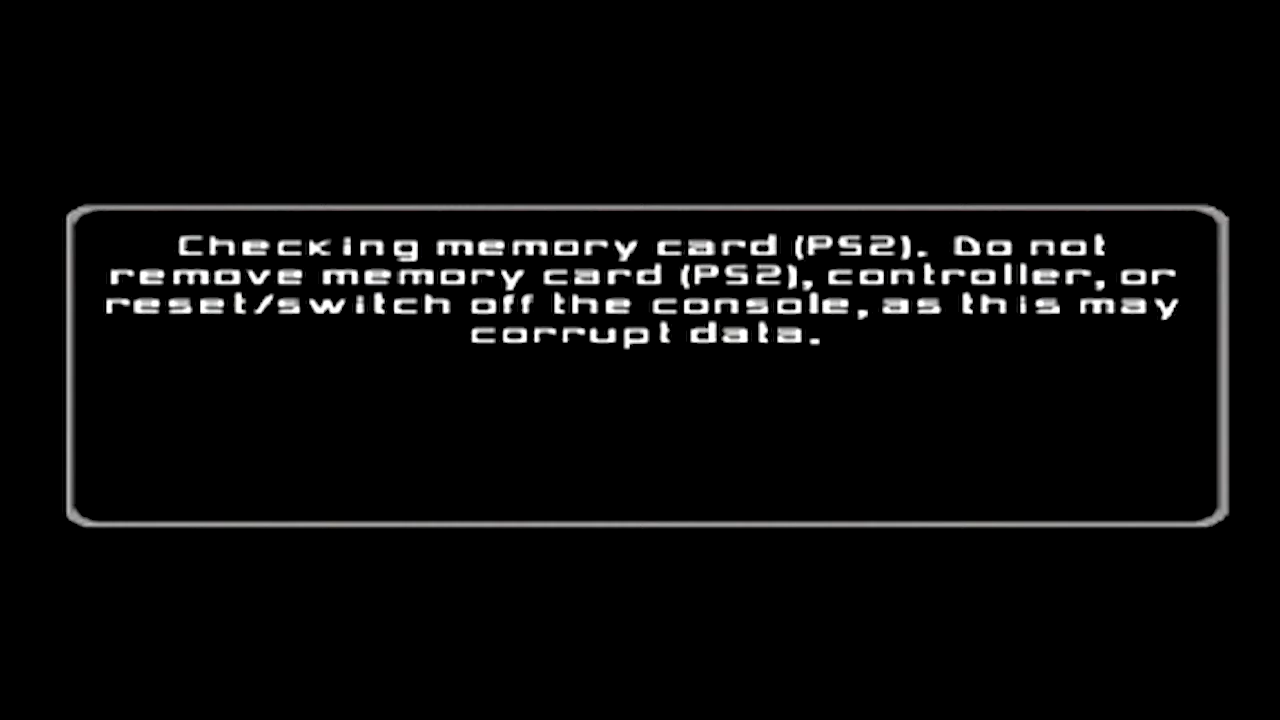 Checking memory card (PS2). Do not
remove memory card (PS2), controller, or
reset/switch off the console, as this may
corrupt data.